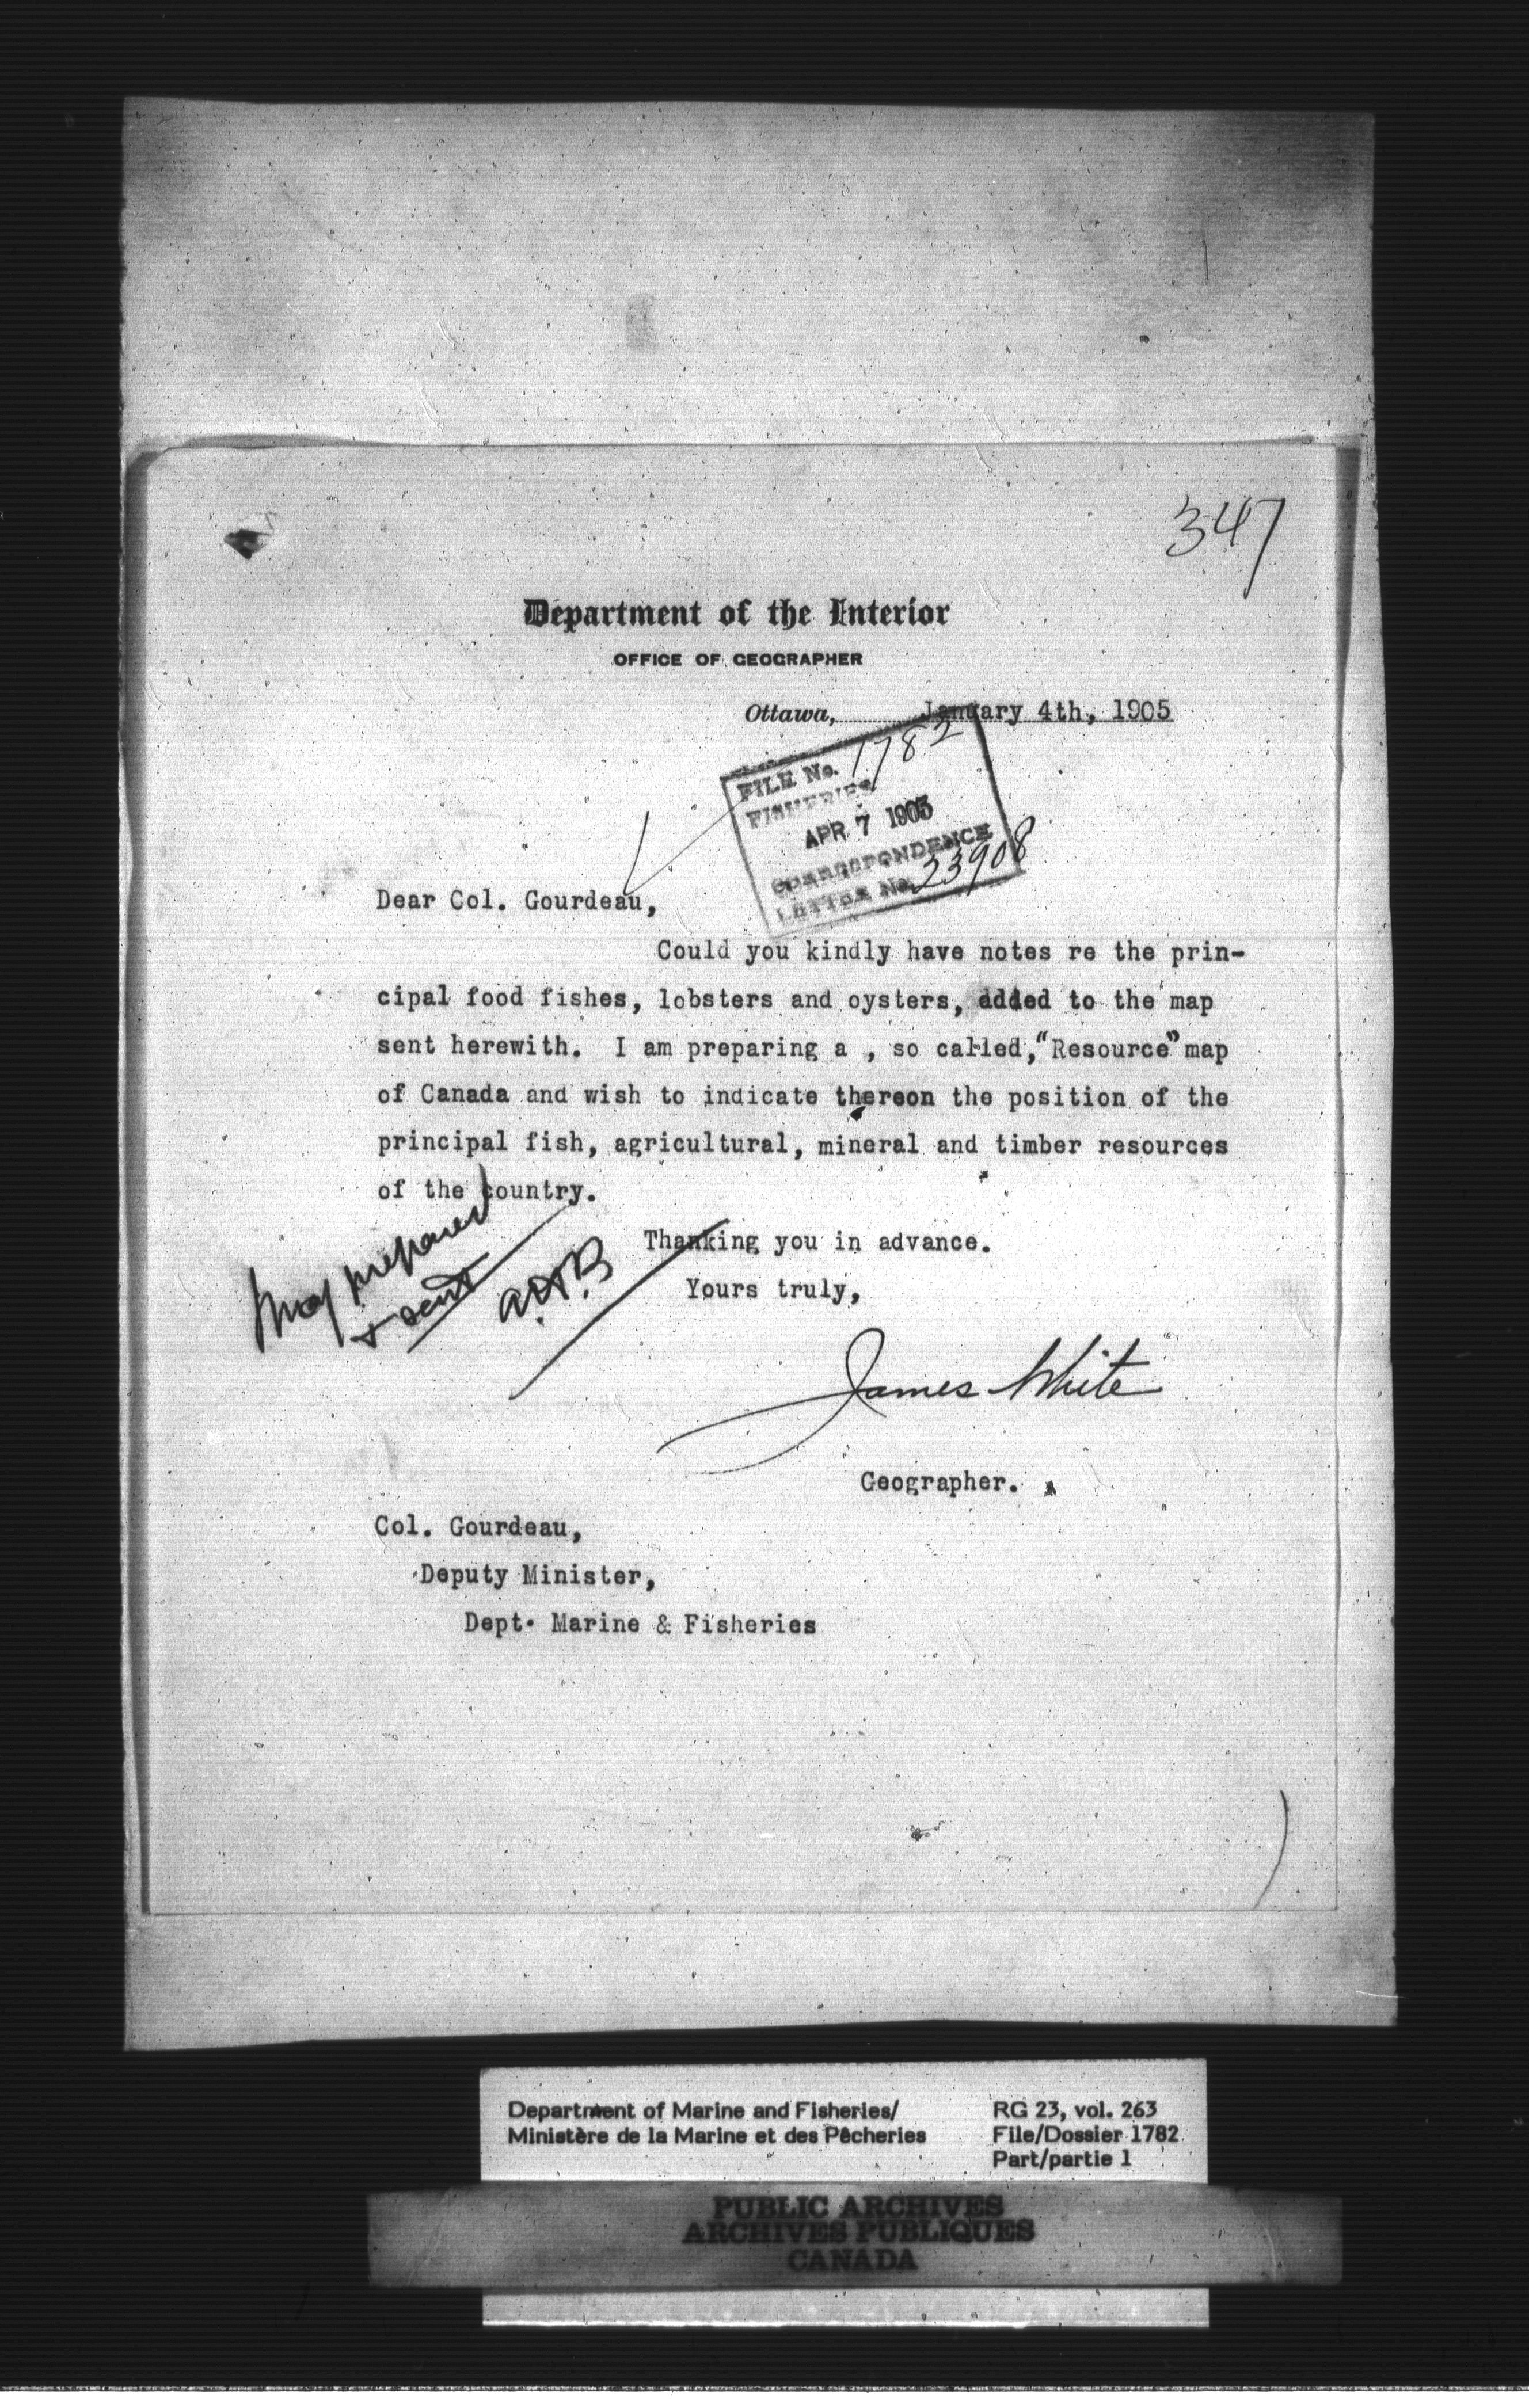 347
Department of the Interior
OFFICE OF GEOGRAPHER
Ottawa, January 4th, 1905
FILE No. 1782
FISHERIES
APR 7 1905
CORRESPONDENCE
LETTER No. 23908
Dear Col. Gourdeau,
Could you kindly have notes re the prin-
cipal food fishes, lobsters and oysters, added to the map
sent herewith. I am preparing a , so called, "Resource" map
of Canada and wish to indicate thereon the position of the
principal fish, agricultural, mineral and timber resources
of the country.
Map prepared
& sent
Thanking you in advance.
Yours truly,
James White
Geographer.
Col. Gourdeau,
Deputy Minister,
Dept. Marine & Fisheries
Department of Marine and Fisheries/
Ministère de la Marine et des Pêcheries
RG 23, vol. 263
File/Dossier 1782
Part/partie 1
PUBLIC ARCHIVES
ARCHIVES PUBLIQUES
CANADA